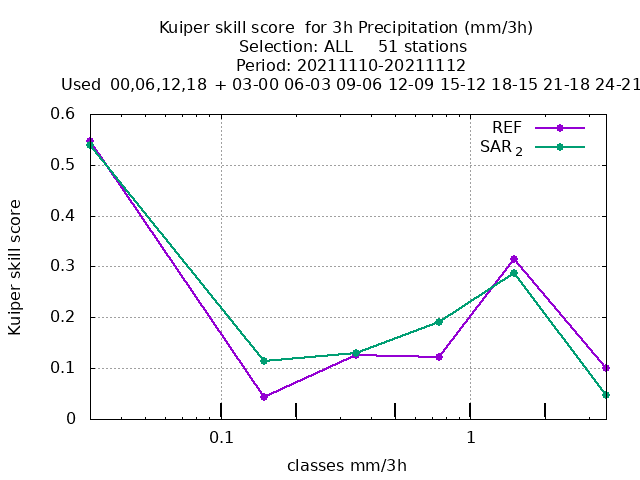 Kuiper skill score  for 3h Precipitation (mm/3h)
Selection: ALL     51 stations
Period: 20211110-20211112
Used  00,06,12,18  + 03-00 06-03 09-06 12-09 15-12 18-15 21-18 24-21
0.6
0.5
0.4
0.3
0.2
0.1
0
Kuiper skill score
REF
SAR 2
0.1
1
classes mm/3h